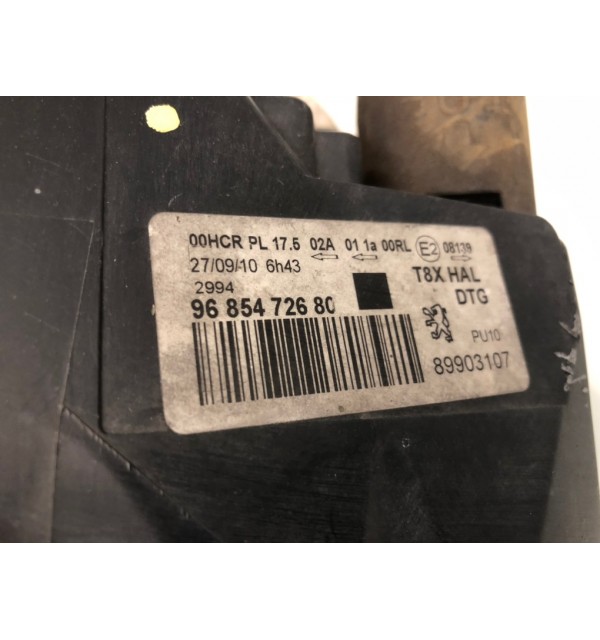 00HCR PL 17.5 02A 01 1a 00RL E2 08139
27/09/10 6h43
T8X HAL
2994
DTG
96 854 726 80
PU10
89903107